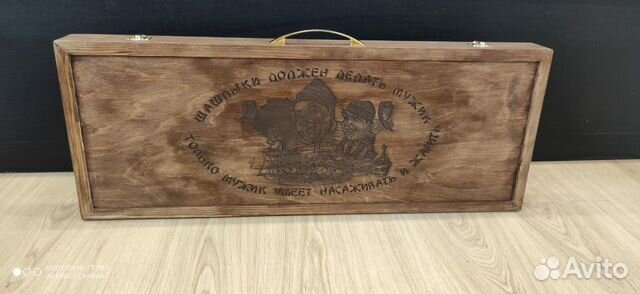 ШАШЛЫКИ ДОЛЖЕН ДЕЛАТЬ МУЖИК
ТОЛЬКО МУЖИК УМЕЕТ НАСАЖИВАТЬ И ЖАРИТЬ
Avito